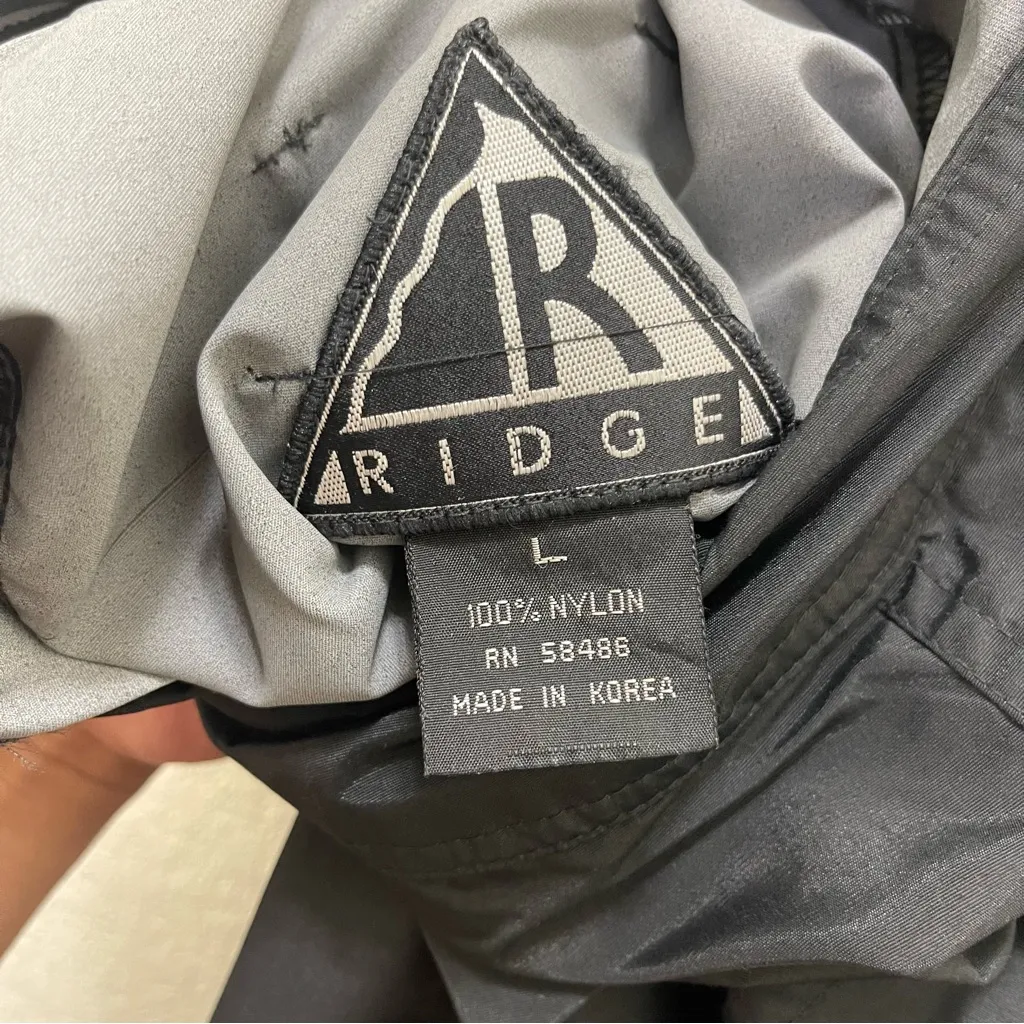 R
RIDGE
L
100% NYLON
RN 58486
MADE IN KOREA